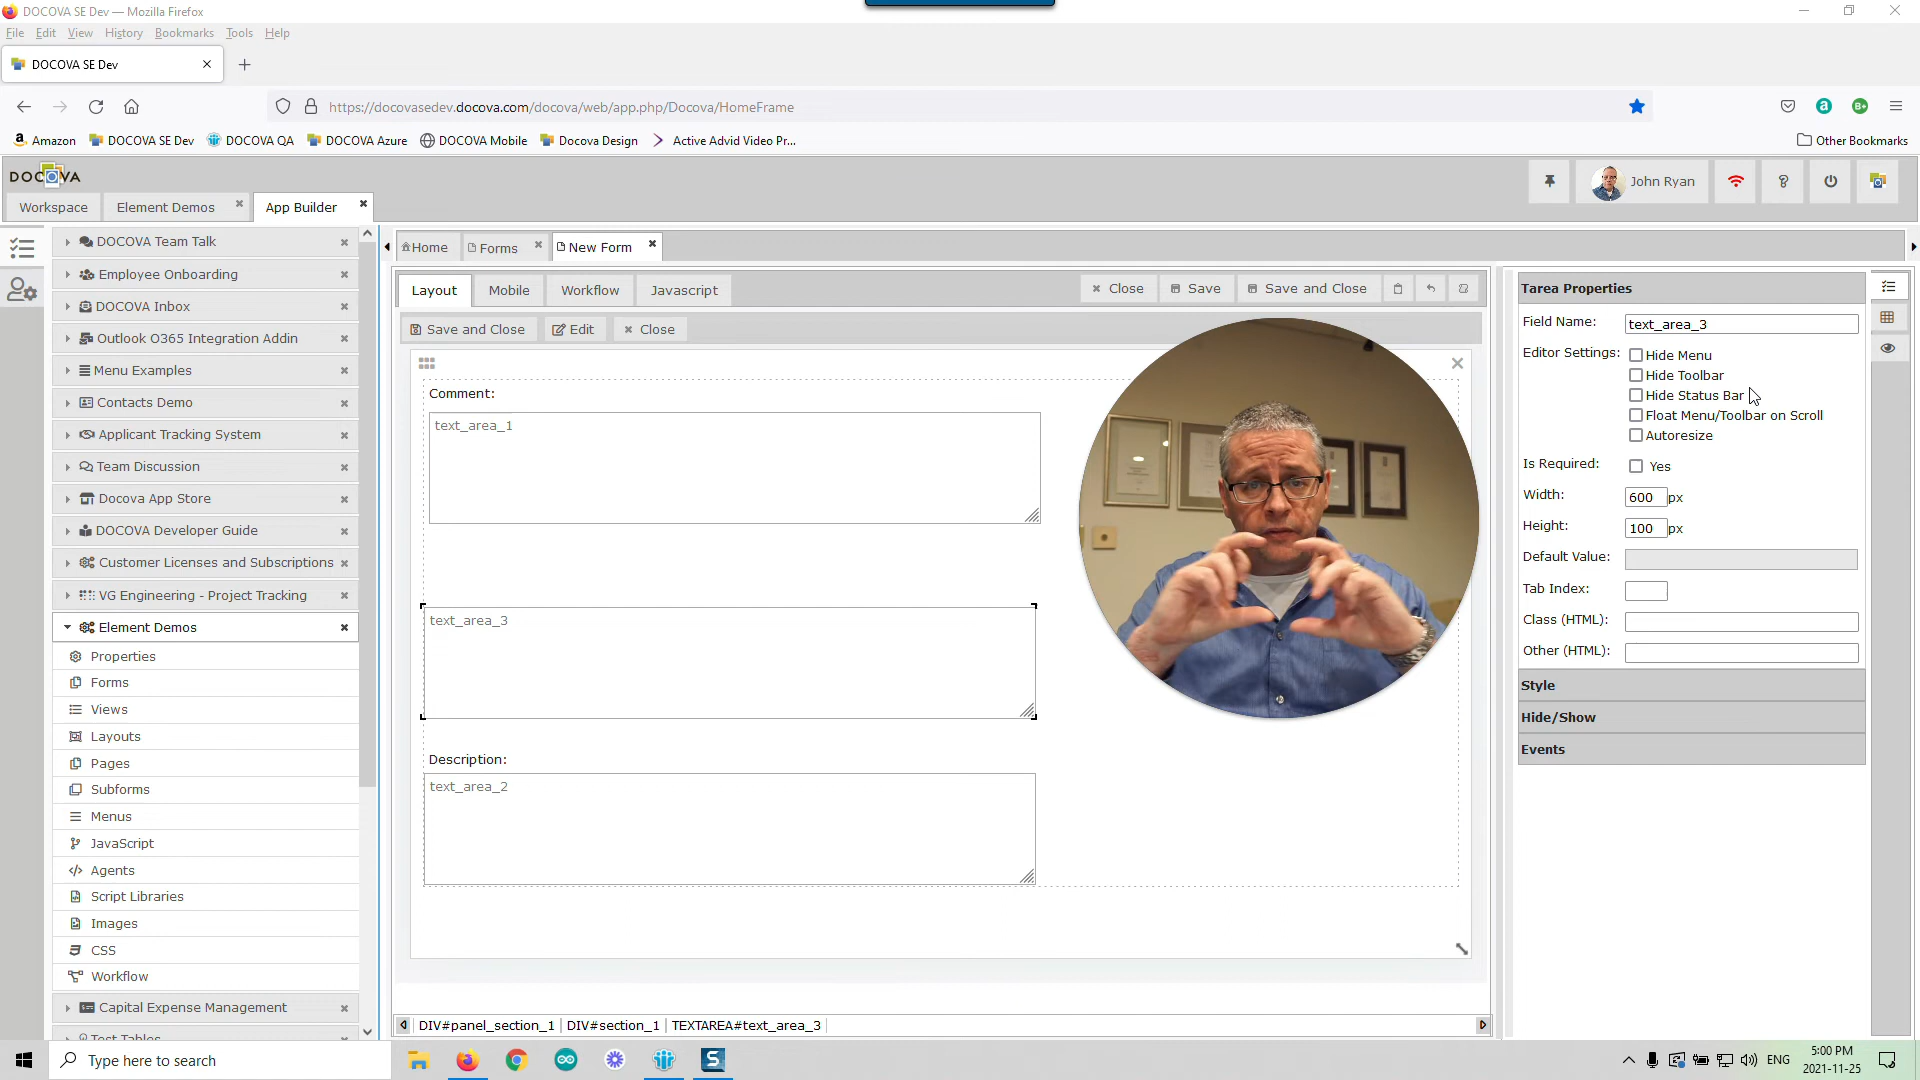 DOCOVA SE Dev — Mozilla Firefox
File Edit View History Bookmarks Tools Help
DOCOVA SE Dev
https://docovasedev.docova.com/docova/web/app.php/Docova/HomeFrame
Amazon DOCOVA SE Dev DOCOVA QA DOCOVA Azure DOCOVA Mobile Docova Design Active Advid Video Pr... Other Bookmarks
DOCOVA
John Ryan
Workspace Element Demos App Builder
DOCOVA Team Talk
Employee Onboarding
DOCOVA Inbox
Outlook O365 Integration Addin
Menu Examples
Contacts Demo
Applicant Tracking System
Team Discussion
Docova App Store
DOCOVA Developer Guide
Customer Licenses and Subscriptions
VG Engineering - Project Tracking
Element Demos
Properties
Forms
Views
Layouts
Pages
Subforms
Menus
JavaScript
Agents
Script Libraries
Images
CSS
Workflow
Capital Expense Management
Test Tables
Home Forms New Form
Layout Mobile Workflow Javascript Close Save Save and Close
Save and Close Edit Close
Comment:
text_area_1
text_area_3
Description:
text_area_2
DIV#panel_section_1 DIV#section_1 TEXTAREA#text_area_3
Tarea Properties
Field Name: text_area_3
Editor Settings: Hide Menu
Hide Toolbar
Hide Status Bar
Float Menu/Toolbar on Scroll
Autoresize
Is Required: Yes
Width: 600 px
Height: 100 px
Default Value:
Tab Index:
Class (HTML):
Other (HTML):
Style
Hide/Show
Events
Type here to search
ENG
5:00 PM
2021-11-25